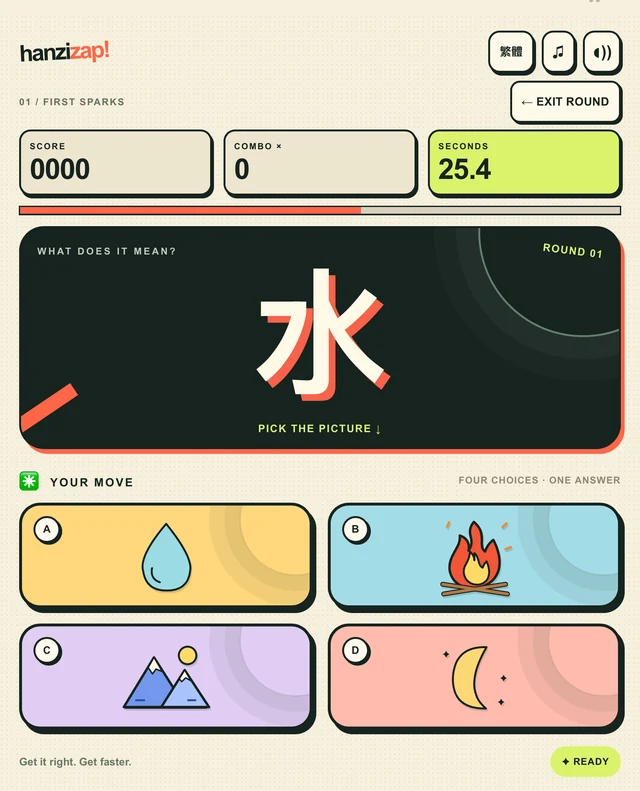 hanzizap!
繁體
01 / FIRST SPARKS
← EXIT ROUND
SCORE
0000
COMBO ×
0
SECONDS
25.4
WHAT DOES IT MEAN?
ROUND 01
水
PICK THE PICTURE ↓
YOUR MOVE
FOUR CHOICES · ONE ANSWER
A
B
C
D
Get it right. Get faster.
✦ READY